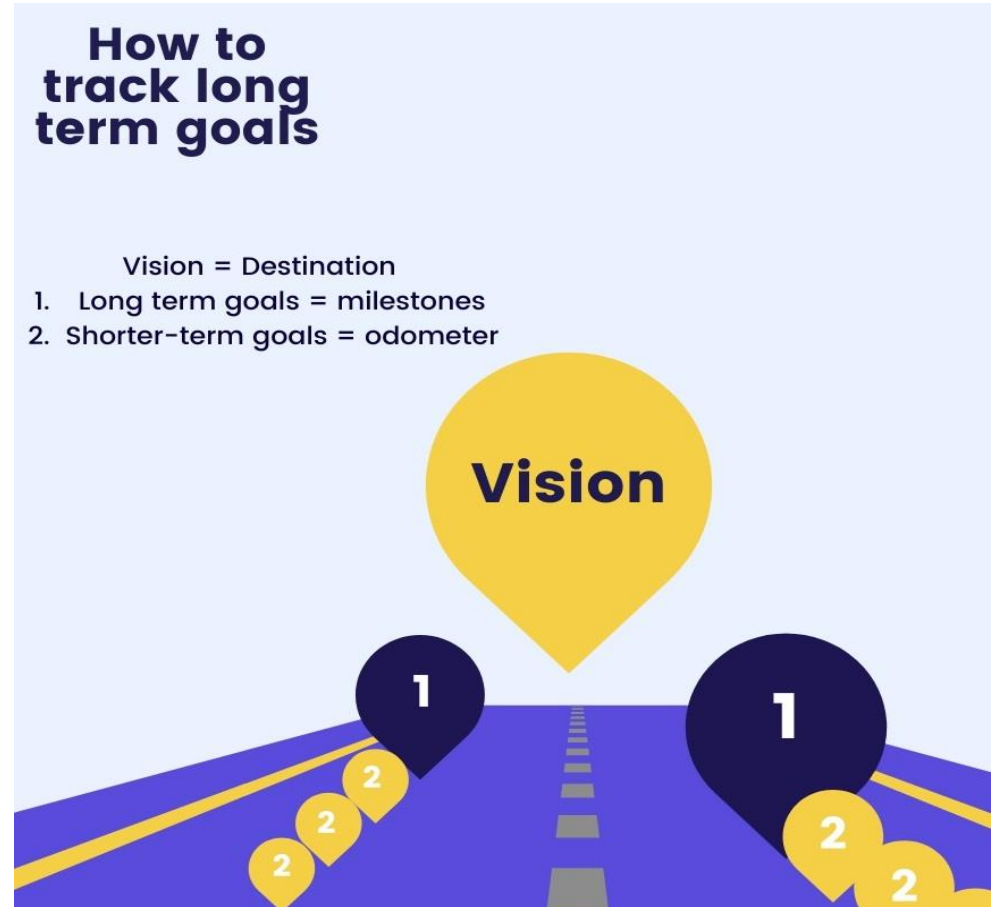 How to
track long
term goals
Vision = Destination
1. Long term goals = milestones
2. Shorter-term goals = odometer
Vision
1
1
2
2
2
2
2